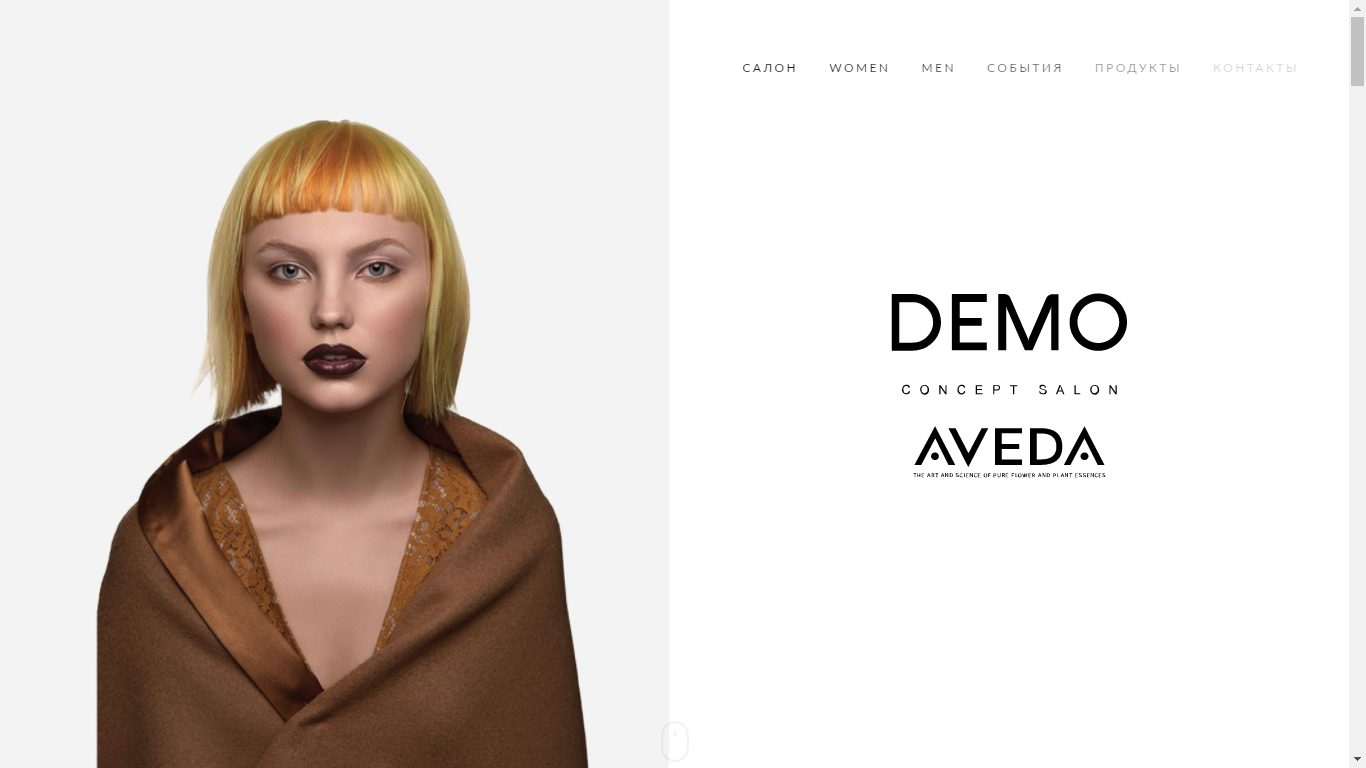 САЛОН WOMEN MEN СОБЫТИЯ ПРОДУКТЫ КОНТАКТЫ
DEMO
CONCEPT SALON
AVEDA
THE ART AND SCIENCE OF PURE FLOWER AND PLANT ESSENCES